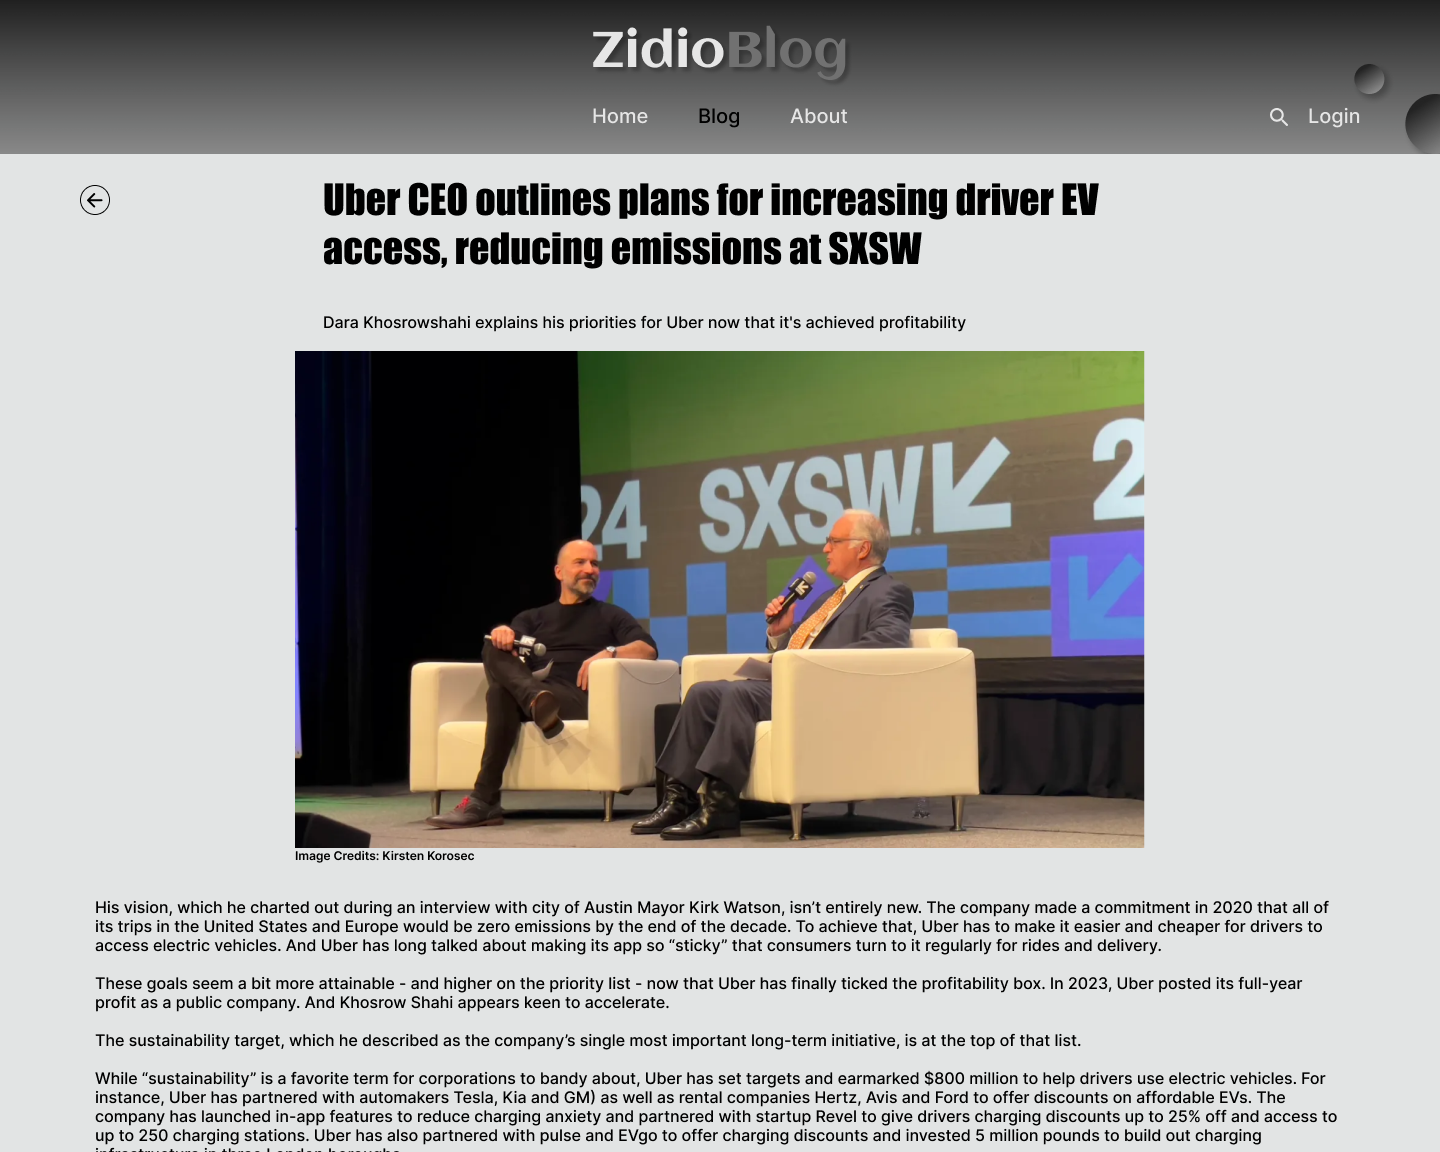 ZidioBlog
Home Blog About Login
Uber CEO outlines plans for increasing driver EV
access, reducing emissions at SXSW
Dara Khosrowshahi explains his priorities for Uber now that it's achieved profitability
24 SXSW 2
Image Credits: Kirsten Korosec
His vision, which he charted out during an interview with city of Austin Mayor Kirk Watson, isn’t entirely new. The company made a commitment in 2020 that all of
its trips in the United States and Europe would be zero emissions by the end of the decade. To achieve that, Uber has to make it easier and cheaper for drivers to
access electric vehicles. And Uber has long talked about making its app so “sticky” that consumers turn to it regularly for rides and delivery.
These goals seem a bit more attainable - and higher on the priority list - now that Uber has finally ticked the profitability box. In 2023, Uber posted its full-year
profit as a public company. And Khosrow Shahi appears keen to accelerate.
The sustainability target, which he described as the company’s single most important long-term initiative, is at the top of that list.
While “sustainability” is a favorite term for corporations to bandy about, Uber has set targets and earmarked $800 million to help drivers use electric vehicles. For
instance, Uber has partnered with automakers Tesla, Kia and GM) as well as rental companies Hertz, Avis and Ford to offer discounts on affordable EVs. The
company has launched in-app features to reduce charging anxiety and partnered with startup Revel to give drivers charging discounts up to 25% off and access to
up to 250 charging stations. Uber has also partnered with pulse and EVgo to offer charging discounts and invested 5 million pounds to build out charging
infrastructure in three London boroughs.